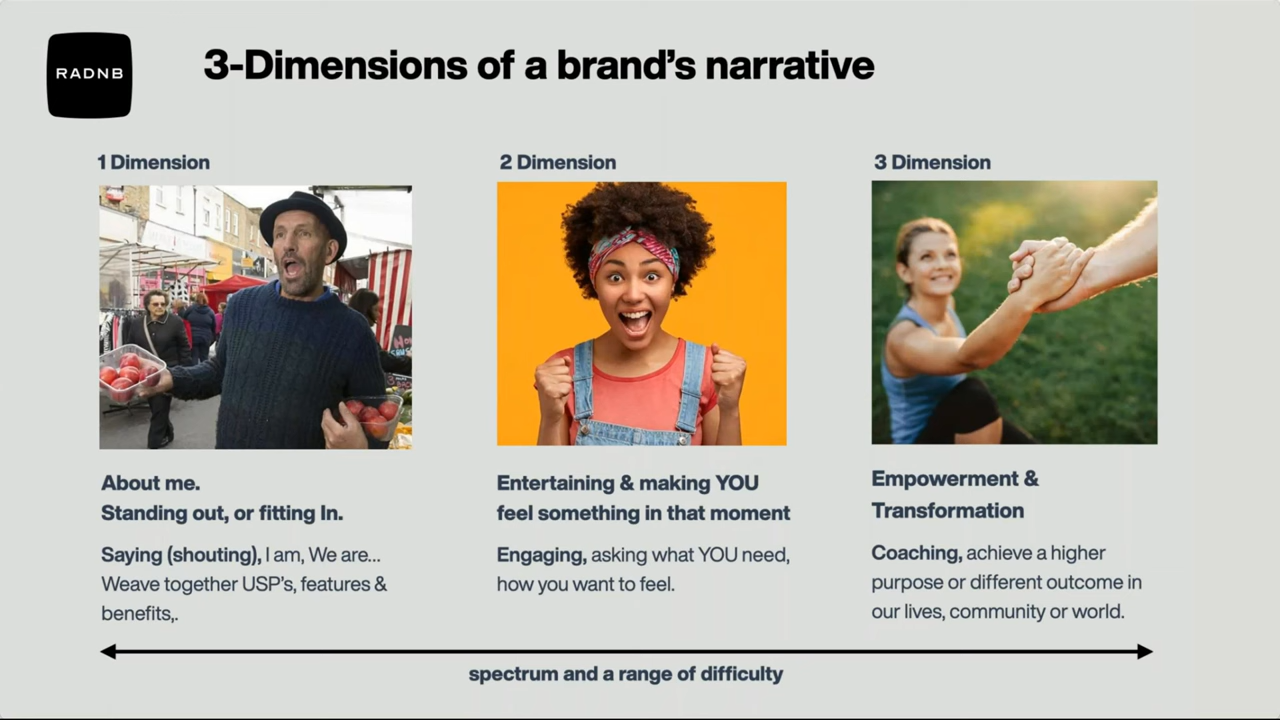 RADNB
3-Dimensions of a brand's narrative
1 Dimension
About me.
Standing out, or fitting In.
Saying (shouting), I am, We are...
Weave together USP's, features &
benefits,.
2 Dimension
Entertaining & making YOU
feel something in that moment
Engaging, asking what YOU need,
how you want to feel.
3 Dimension
Empowerment &
Transformation
Coaching, achieve a higher
purpose or different outcome in
our lives, community or world.
spectrum and a range of difficulty